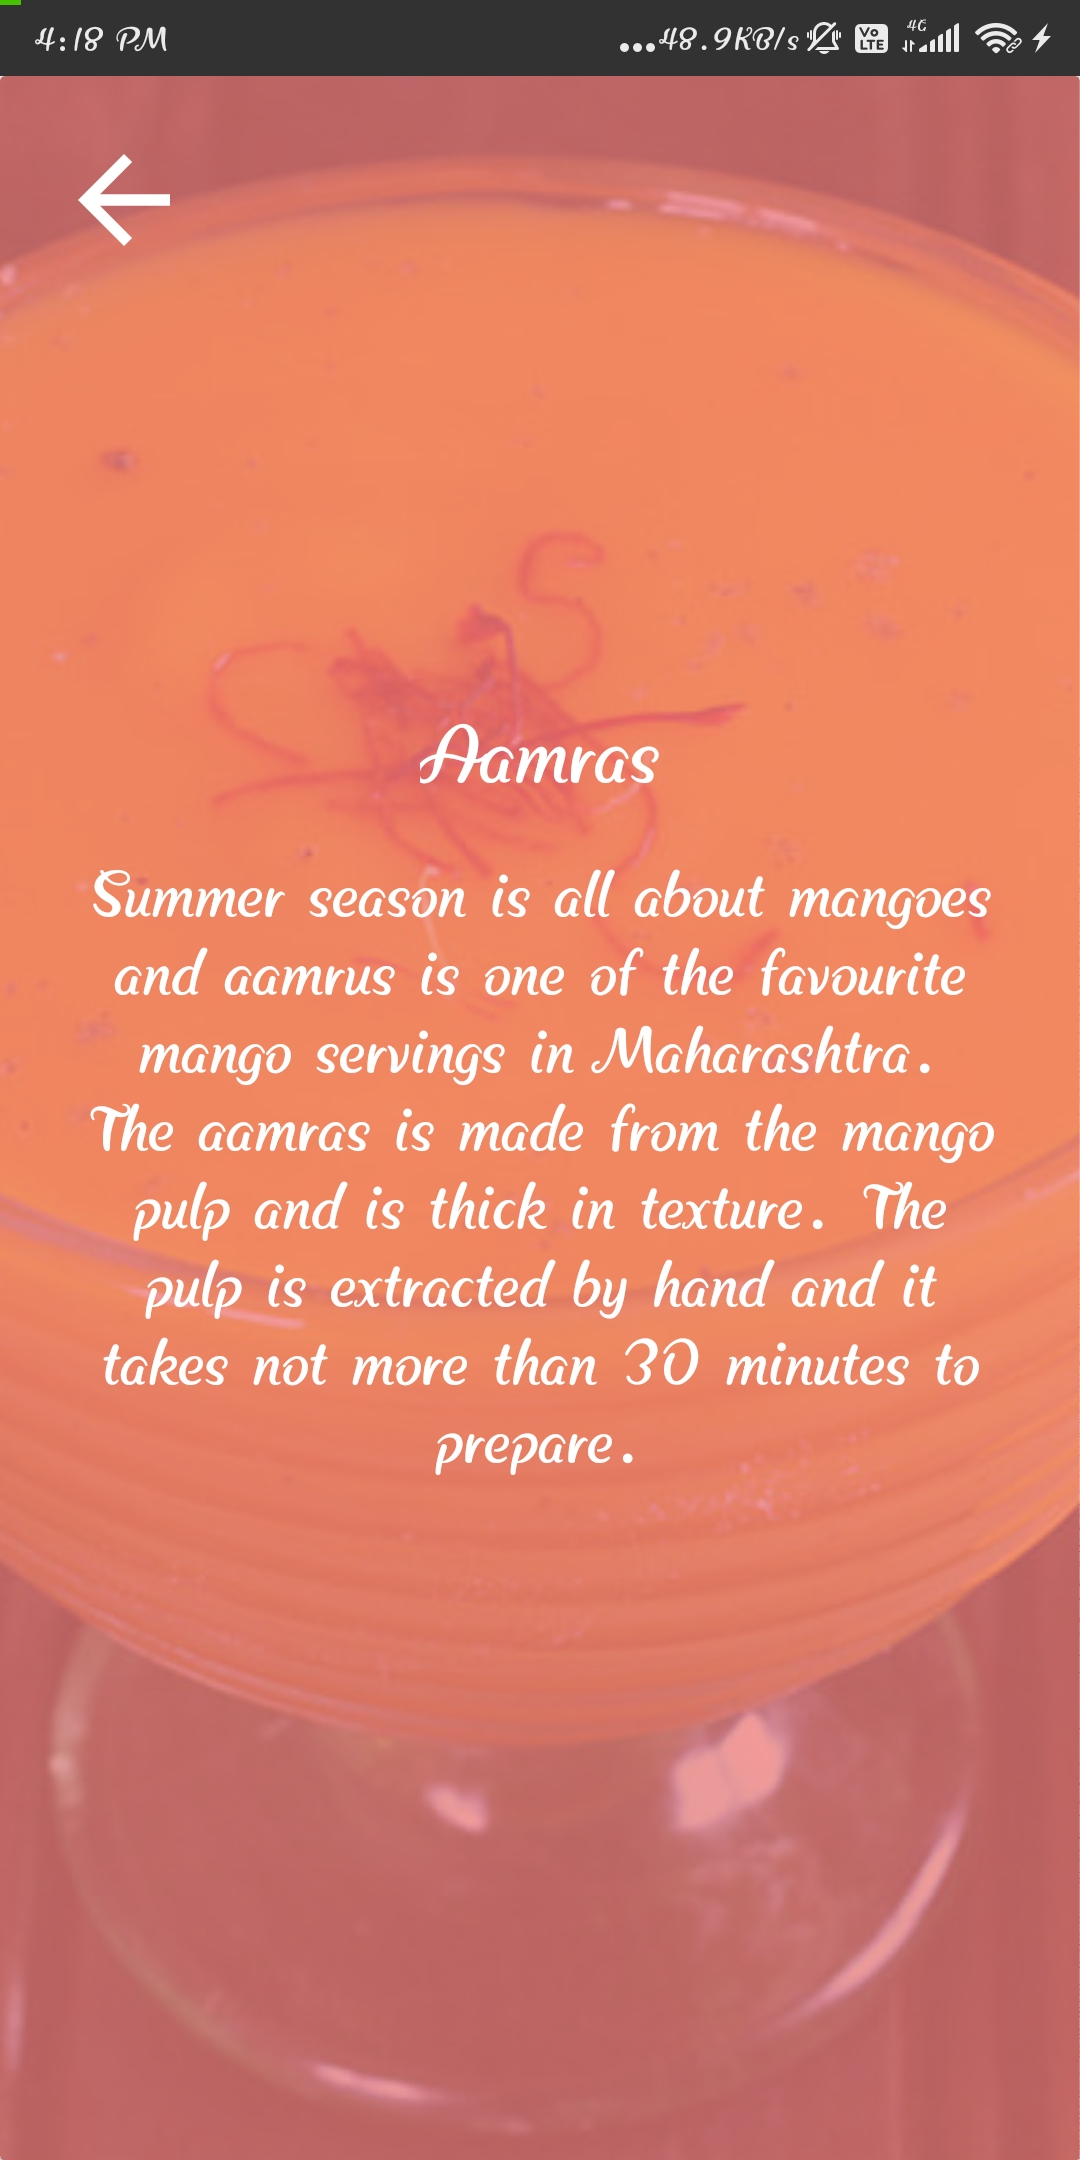 4:18 PM
...48.9KB/s
Vo LTE
4G
Aamras
Summer season is all about mangoes
and aamrus is one of the favourite
mango servings in Maharashtra.
The aamras is made from the mango
pulp and is thick in texture. The
pulp is extracted by hand and it
takes not more than 30 minutes to
prepare.